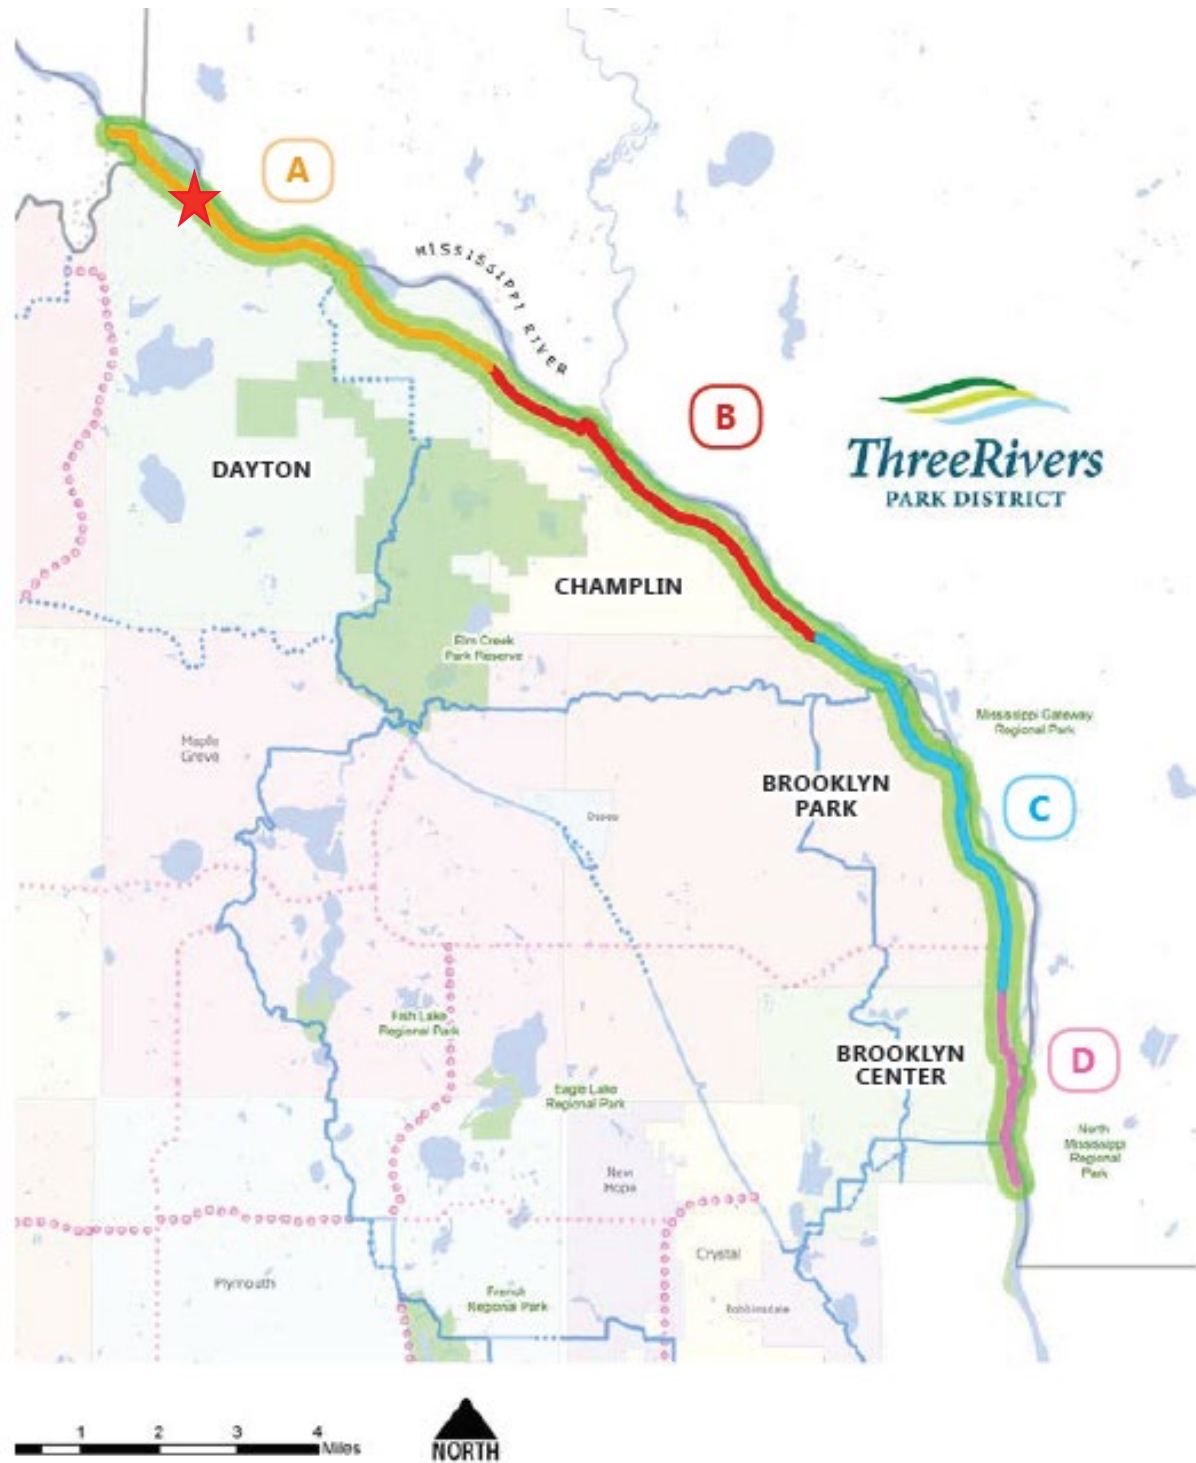 A
MISSISSIPPI RIVER
B
ThreeRivers
PARK DISTRICT
DAYTON
CHAMPLIN
Elm Creek
Park Reserve
Mississippi Gateway
Regional Park
Maple
Grove
BROOKLYN
PARK
C
Osseo
Fish Lake
Regional Park
BROOKLYN
CENTER
D
Eagle Lake
Regional Park
North
Mississippi
Regional
Park
New
Hope
Crystal
Plymouth
French
Regional Park
Robbinsdale
1 2 3 4
Miles
NORTH